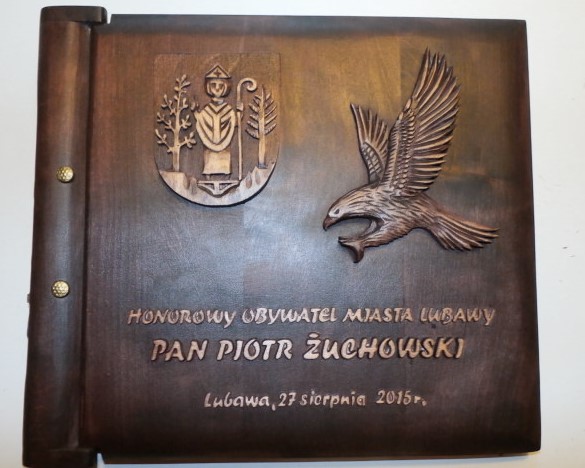 HONOROWY OBYWATEL MIASTA LUBAWY
PAN PIOTR ŻUCHOWSKI
Lubawa, 27 sierpnia 2015 r.